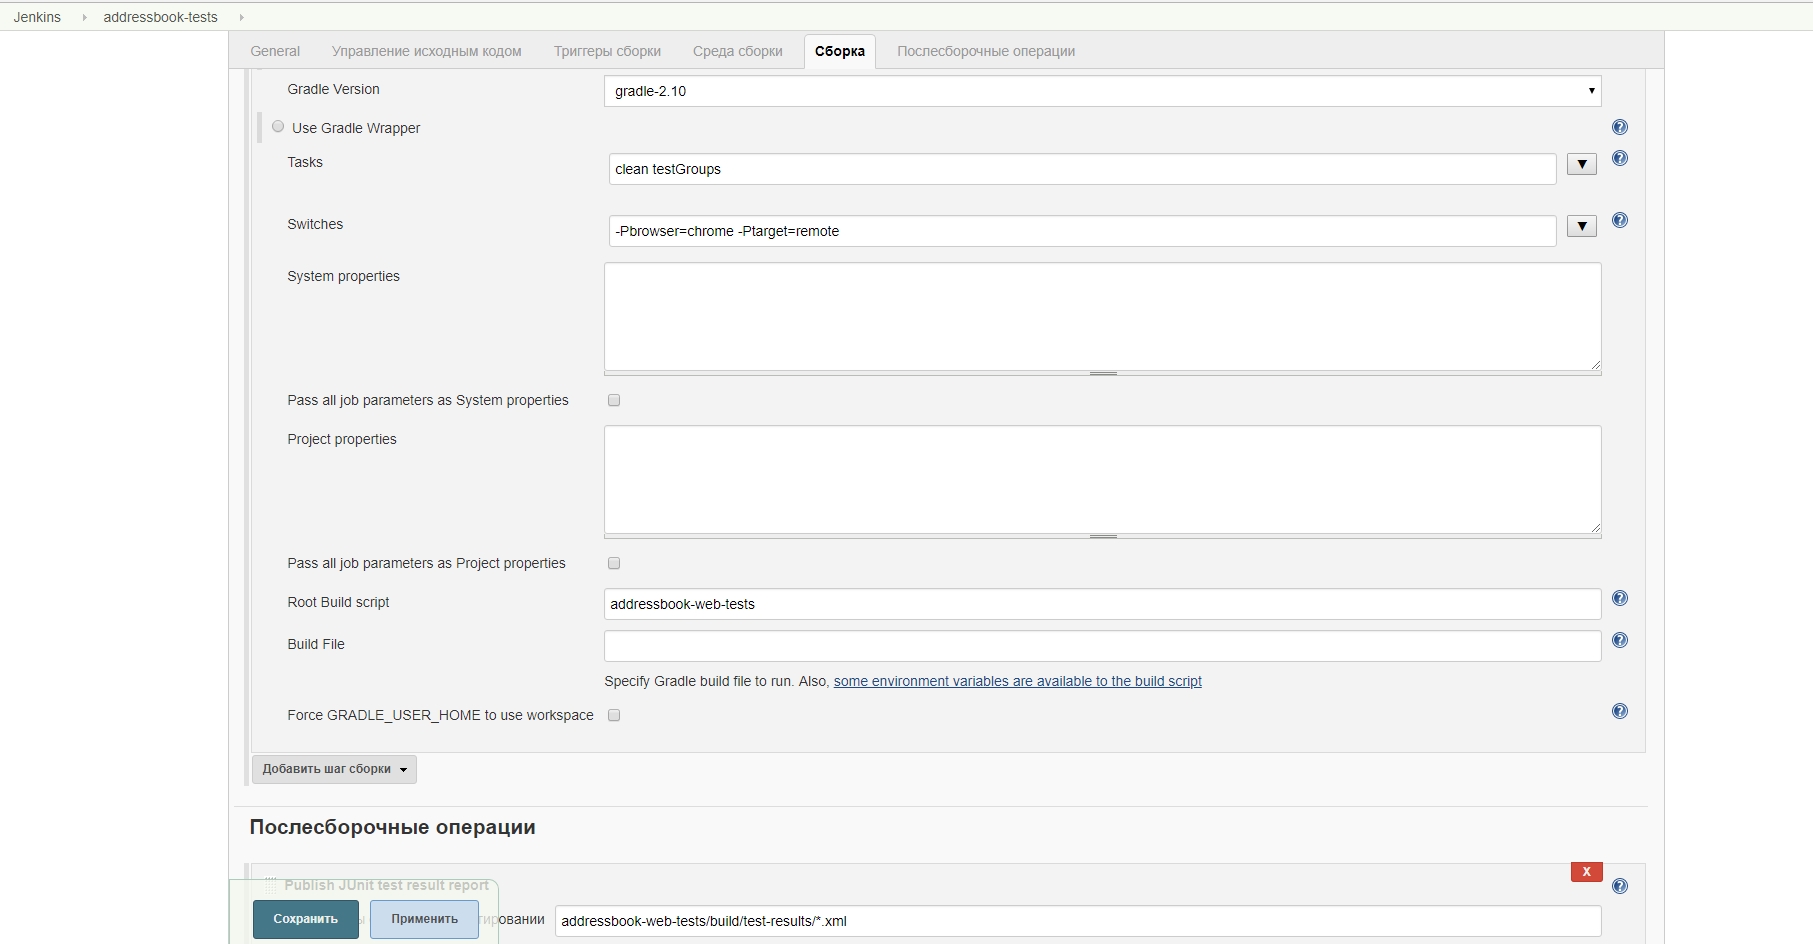 Jenkins addressbook-tests
General Управление исходным кодом Триггеры сборки Среда сборки Сборка Послесборочные операции
Gradle Version gradle-2.10
Use Gradle Wrapper
Tasks clean testGroups
Switches -Pbrowser=chrome -Ptarget=remote
System properties
Pass all job parameters as System properties
Project properties
Pass all job parameters as Project properties
Root Build script addressbook-web-tests
Build File
Specify Gradle build file to run. Also, some environment variables are available to the build script
Force GRADLE_USER_HOME to use workspace
Добавить шаг сборки
Послесборочные операции
X
Publish JUnit test result report
Сохранить Применить addressbook-web-tests/build/test-results/*.xml